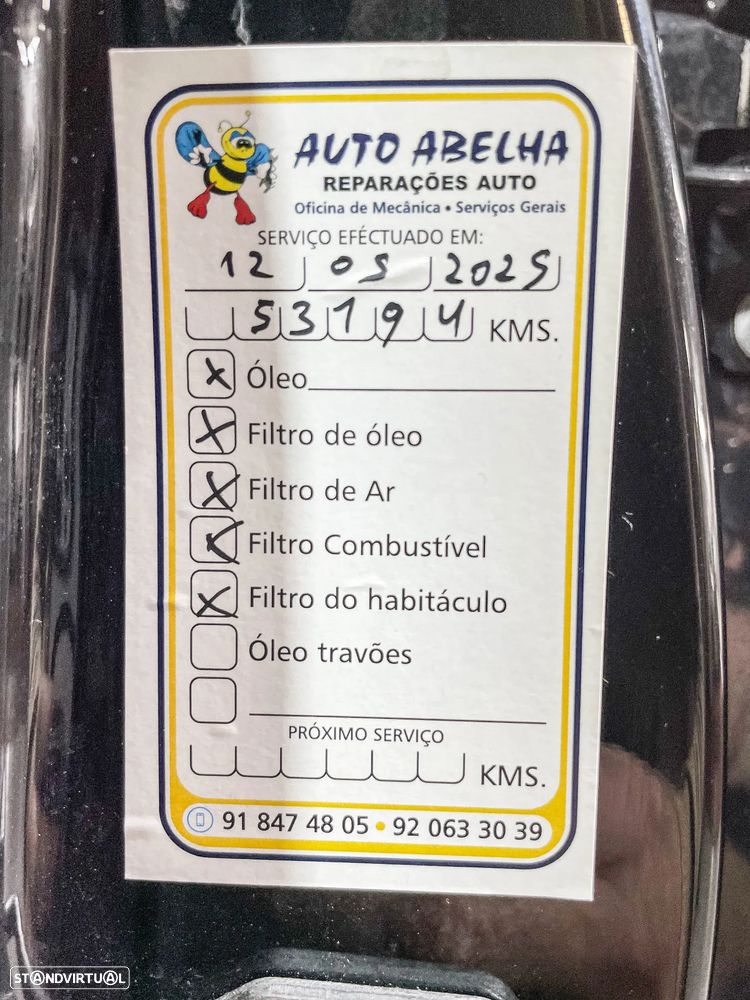 AUTO ABELHA
REPARAÇÕES AUTO
Oficina de Mecânica • Serviços Gerais
SERVIÇO EFÉCTUADO EM:
12 05 2025
53194 KMS.
x Óleo
x Filtro de óleo
x Filtro de Ar
x Filtro Combustível
x Filtro do habitáculo
Óleo travões
PRÓXIMO SERVIÇO
KMS.
91 847 48 05 • 92 063 30 39
STANDVIRTUAL